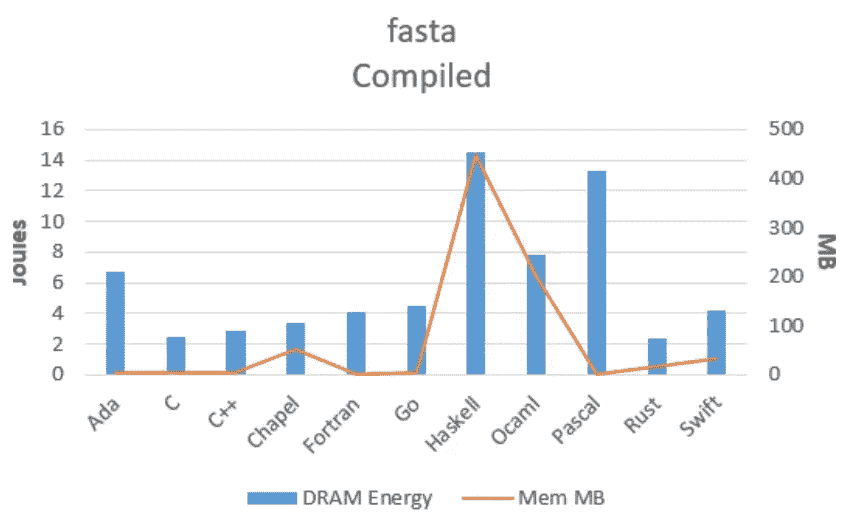 fasta
Compiled
16
14
12
10
8
6
4
2
0
Joules
500
400
300
200
100
0
MB
Ada
C
C++
Chapel
Fortran
Go
Haskell
Ocaml
Pascal
Rust
Swift
DRAM Energy
Mem MB